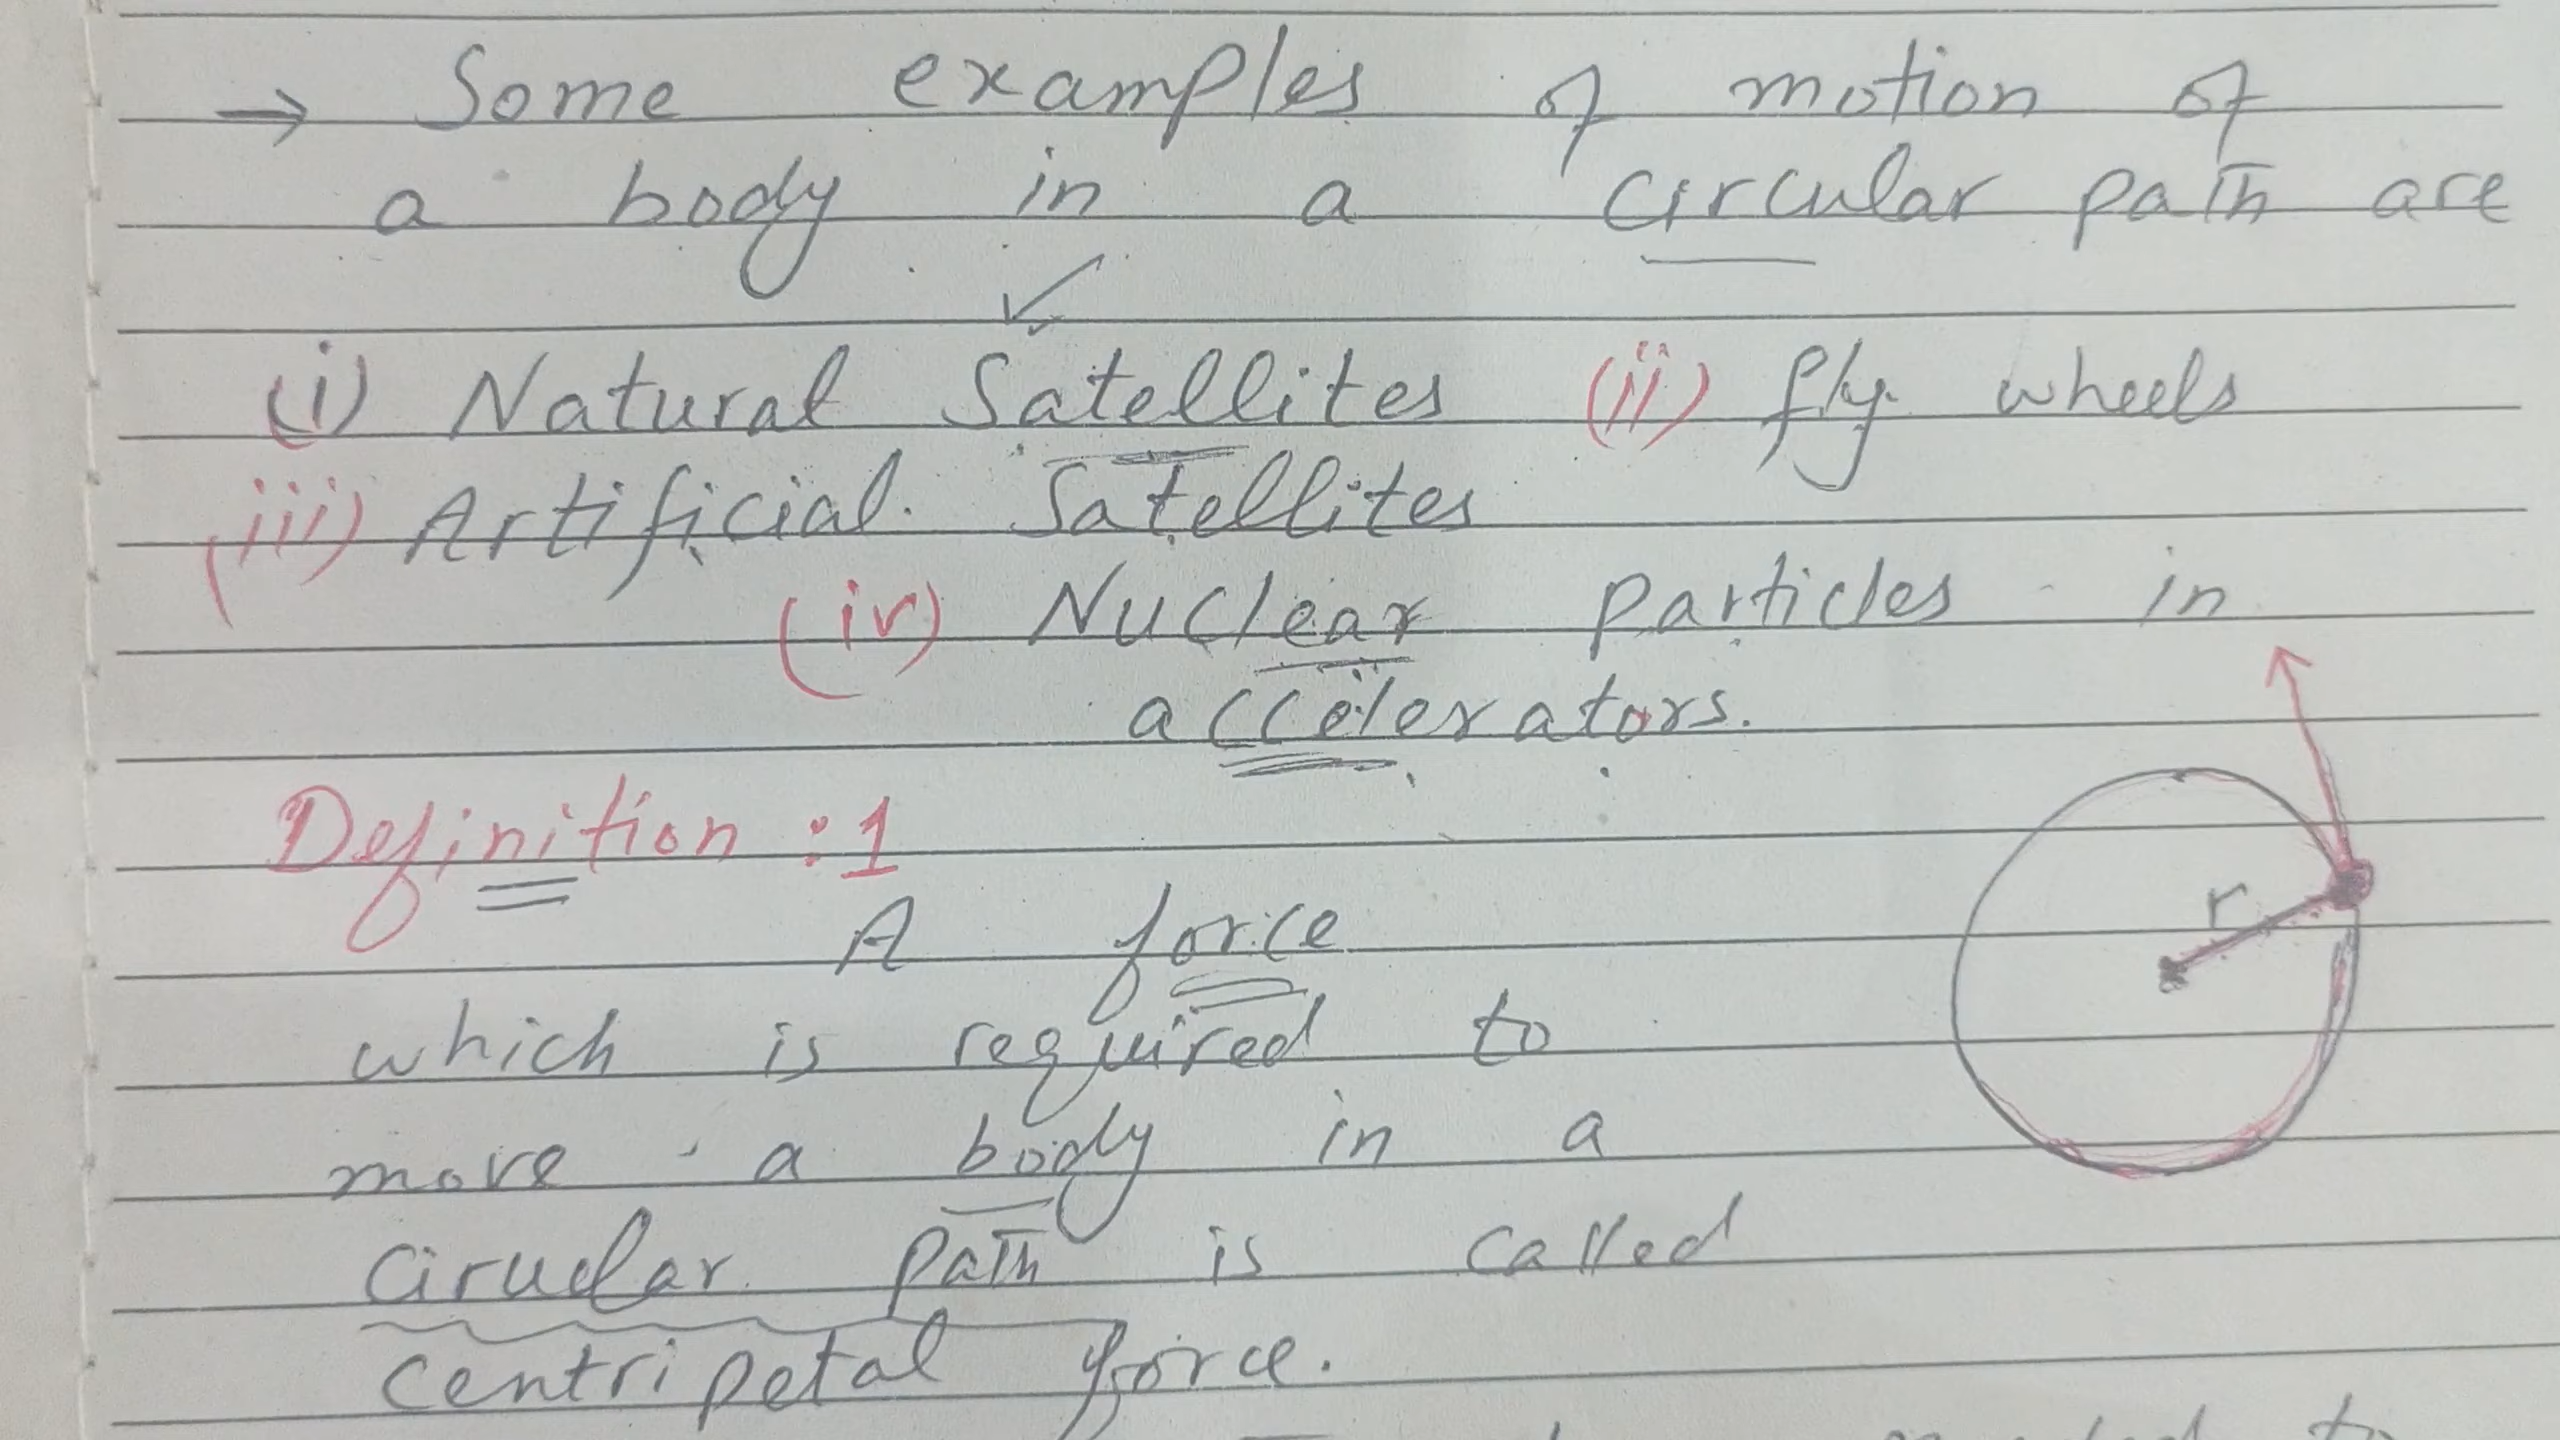 → Some examples of motion of
a body in a circular path are
(i) Natural Satellites (ii) fly wheels
(iii) Artificial Satellites
(iv) Nuclear Particles in
accelerators.
Definition : 1
A force
which is required to
r
move a body in a
ciruclar path is called
centripetal force.
to